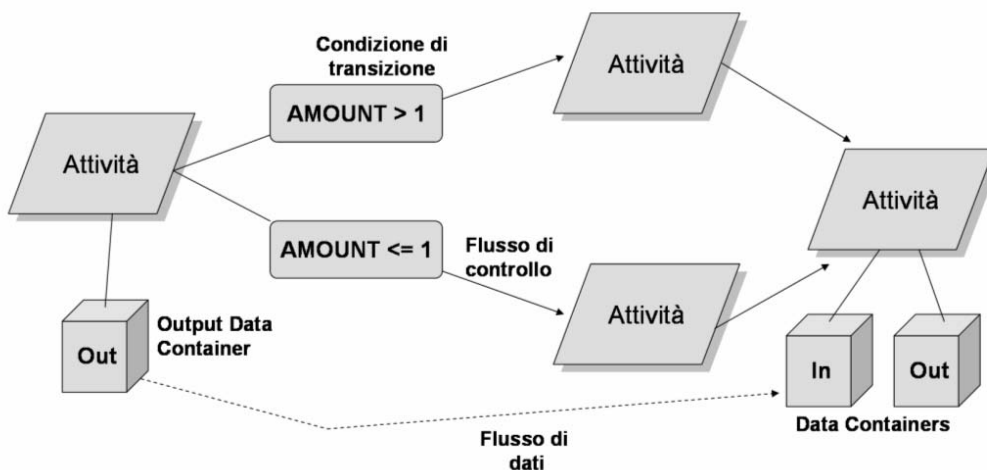 Condizione di
transizione
AMOUNT > 1
Attività
Attività
Attività
AMOUNT <= 1
Flusso di
controllo
Attività
Out
Output Data
Container
In
Out
Data Containers
Flusso di
dati